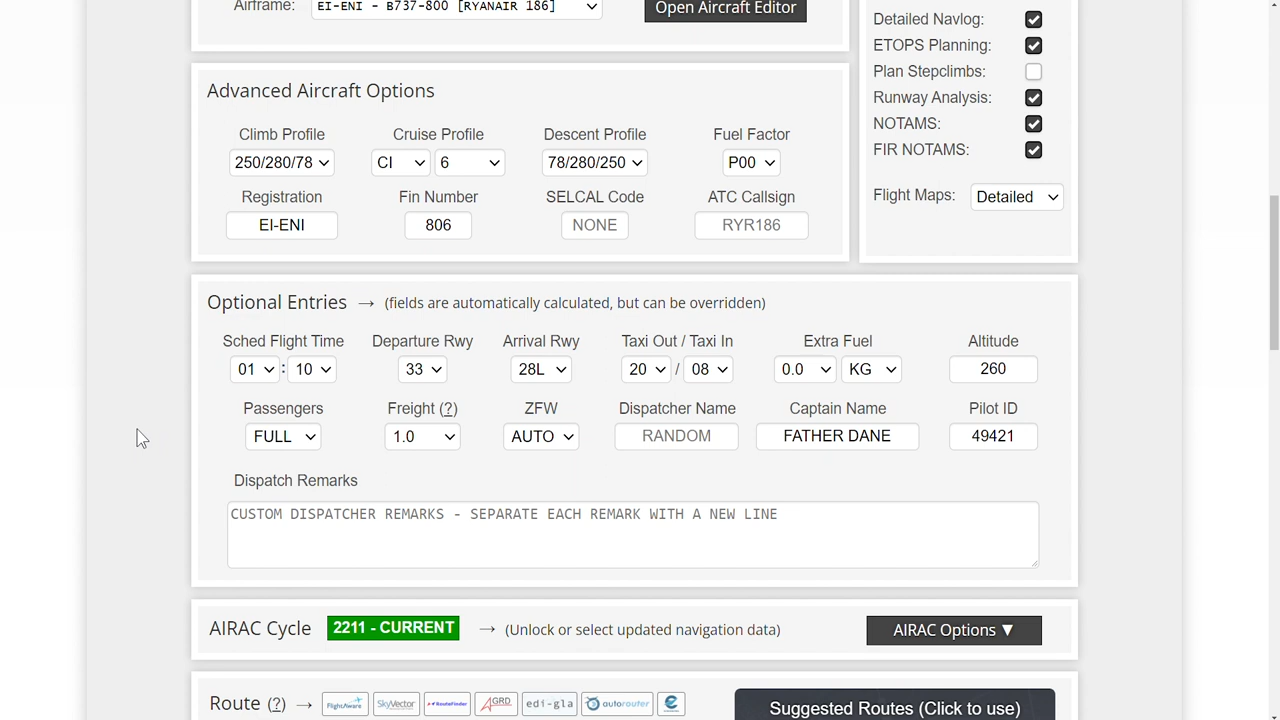 Airframe: EI-ENI - B737-800 [RYANAIR 186] Open Aircraft Editor
Advanced Aircraft Options
Climb Profile Cruise Profile Descent Profile Fuel Factor
250/280/78 CI 6 78/280/250 P00
Registration Fin Number SELCAL Code ATC Callsign
EI-ENI 806 NONE RYR186
Detailed Navlog:
ETOPS Planning:
Plan Stepclimbs:
Runway Analysis:
NOTAMS:
FIR NOTAMS:
Flight Maps: Detailed
Optional Entries → (fields are automatically calculated, but can be overridden)
Sched Flight Time Departure Rwy Arrival Rwy Taxi Out / Taxi In Extra Fuel Altitude
01 : 10 33 28L 20 / 08 0.0 KG 260
Passengers Freight (?) ZFW Dispatcher Name Captain Name Pilot ID
FULL 1.0 AUTO RANDOM FATHER DANE 49421
Dispatch Remarks
CUSTOM DISPATCHER REMARKS - SEPARATE EACH REMARK WITH A NEW LINE
AIRAC Cycle 2211 - CURRENT → (Unlock or select updated navigation data) AIRAC Options ▼
Route (?) → FlightAware SkyVector RouteFinder AGRD edi-gla autorouter Suggested Routes (Click to use)